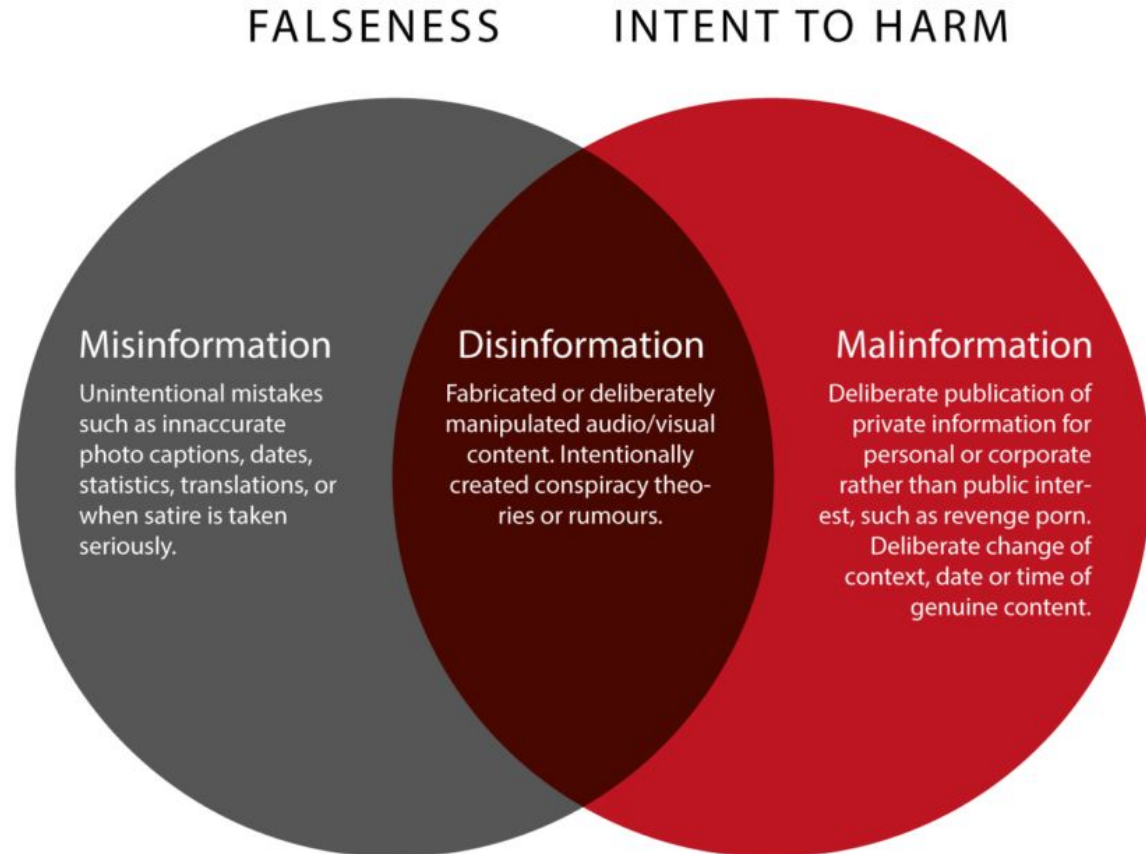 FALSENESS
INTENT TO HARM
Misinformation
Unintentional mistakes
such as innaccurate
photo captions, dates,
statistics, translations, or
when satire is taken
seriously.
Disinformation
Fabricated or deliberately
manipulated audio/visual
content. Intentionally
created conspiracy theo-
ries or rumours.
Malinformation
Deliberate publication of
private information for
personal or corporate
rather than public inter-
est, such as revenge porn.
Deliberate change of
context, date or time of
genuine content.